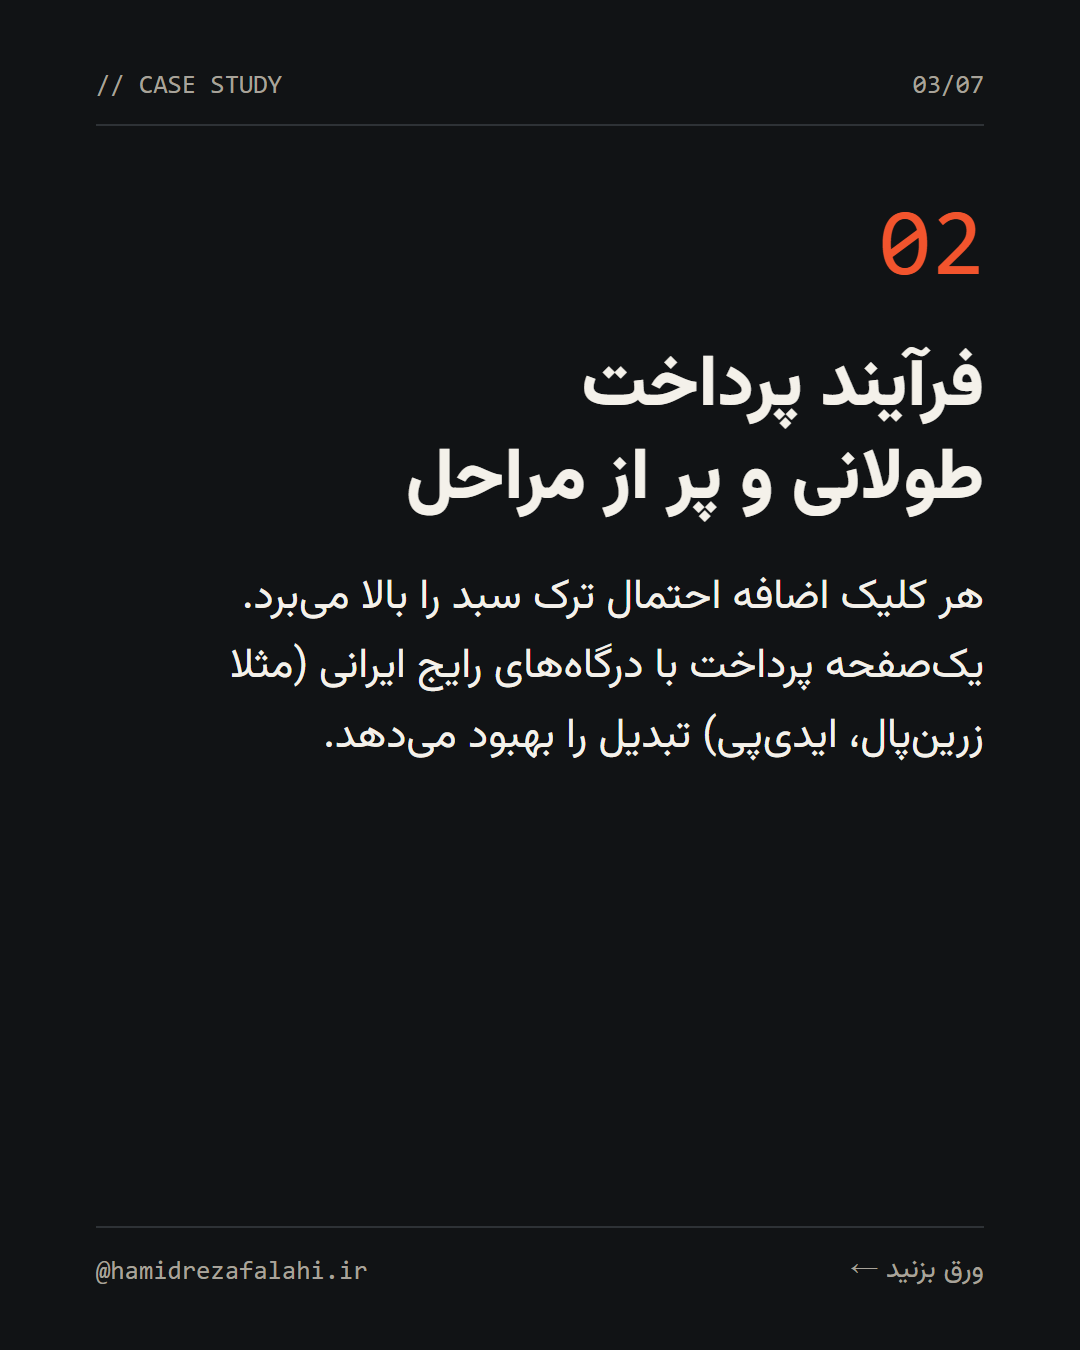 // CASE STUDY
03/07
02
فرآیند پرداخت
طولانی و پر از مراحل
هر کلیک اضافه احتمال ترک سبد را بالا می‌برد.
یک‌صفحه پرداخت با درگاه‌های رایج ایرانی (مثلا
زرین‌پال، ایدی‌پی) تبدیل را بهبود می‌دهد.
@hamidrezafalahi.ir
ورق بزنید ←